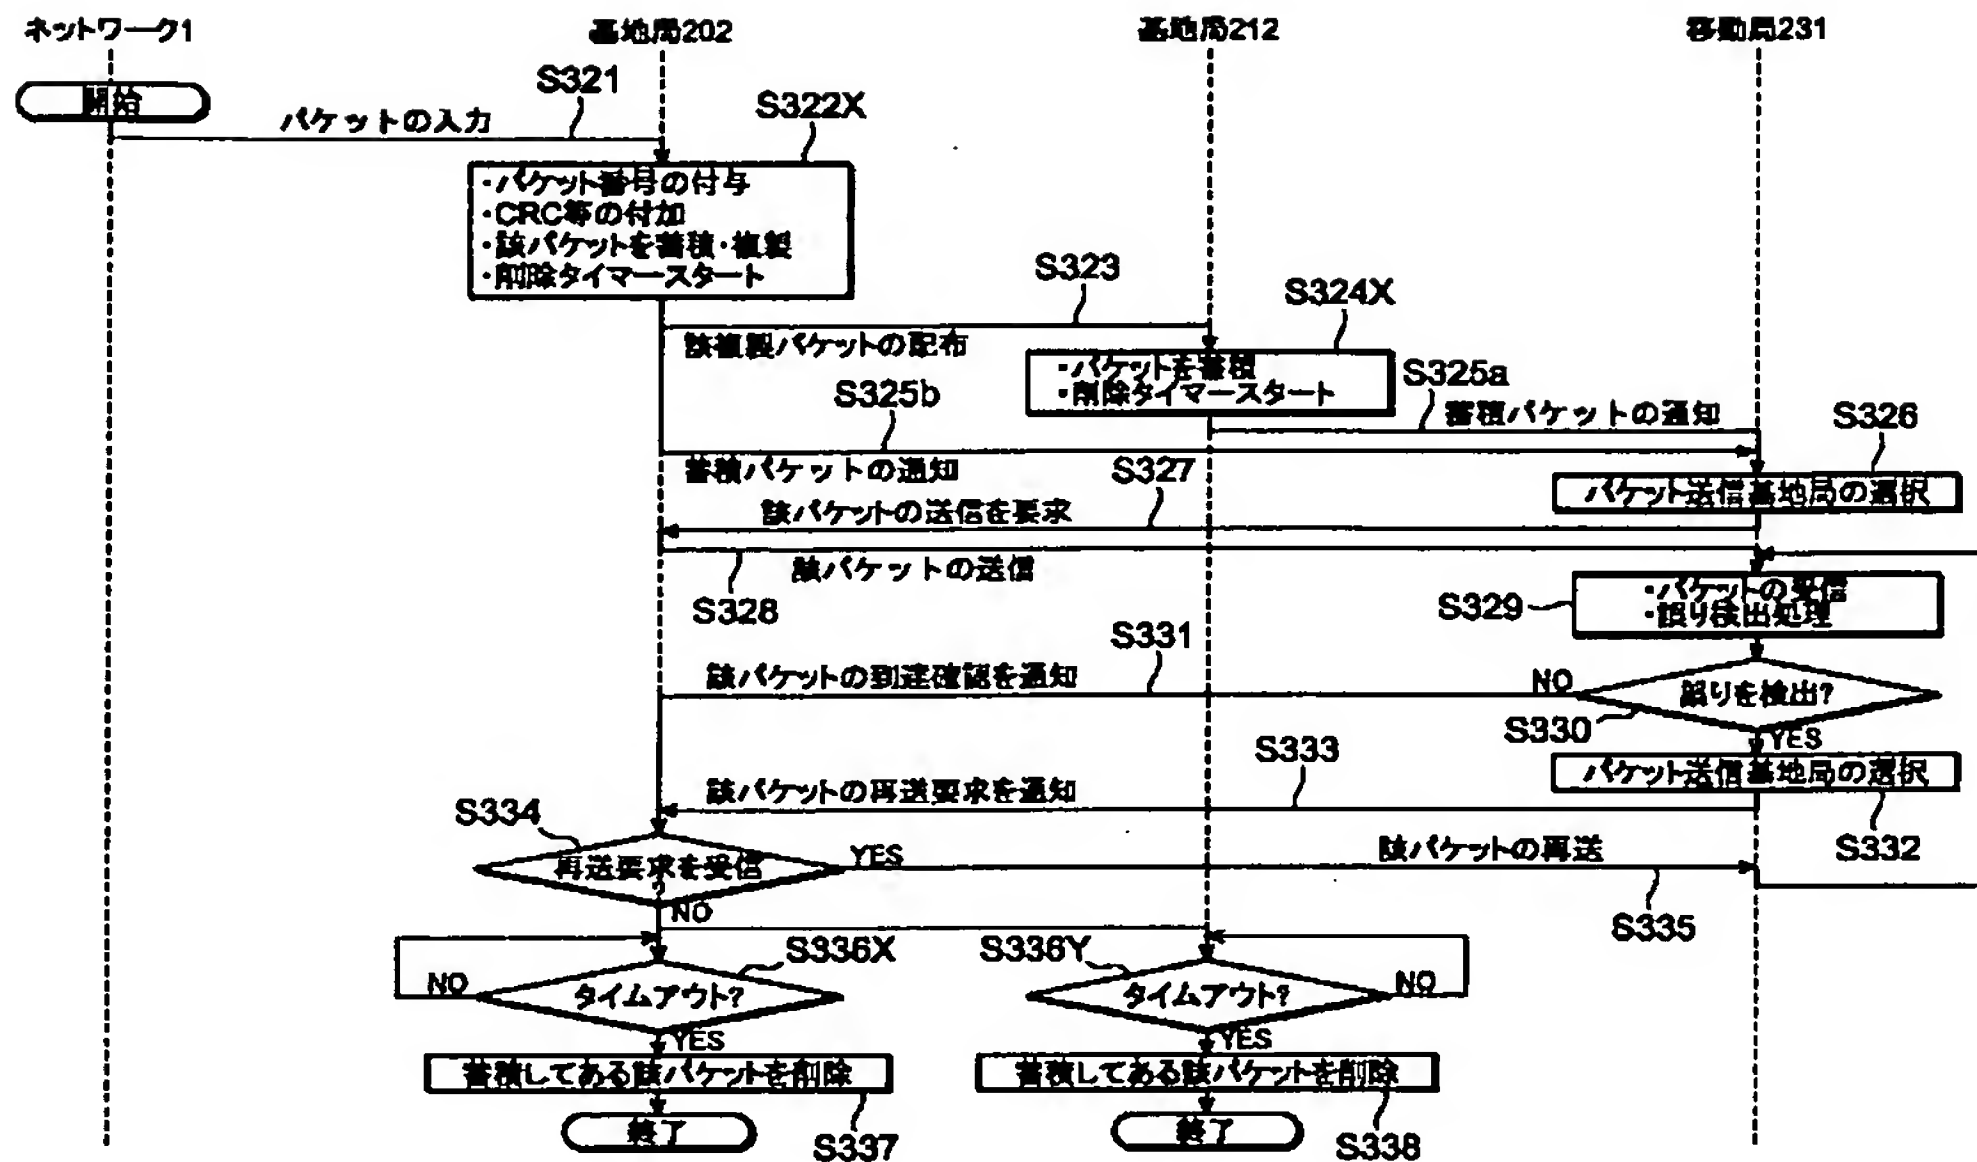 ネットワーク1
基地局202
基地局212
移動局231
開始
S321
パケットの入力
S322X
・パケット番号の付与
・CRC等の付加
・該パケットを蓄積・複製
・削除タイマースタート
S323
該複製パケットの配布
S324X
・パケットを蓄積
・削除タイマースタート
S325a
蓄積パケットの通知
S325b
蓄積パケットの通知
S326
パケット送信基地局の選択
S327
該パケットの送信を要求
該パケットの送信
S328
S329
・パケットの受信
・誤り検出処理
S331
該パケットの到達確認を通知
NO
誤りを検出?
S330
YES
S333
パケット送信基地局の選択
該パケットの再送要求を通知
S332
S334
再送要求を受信
?
YES
該パケットの再送
S335
NO
S336X
タイムアウト?
NO
YES
S336Y
タイムアウト?
NO
YES
蓄積してある該パケットを削除
蓄積してある該パケットを削除
終了
S337
終了
S338